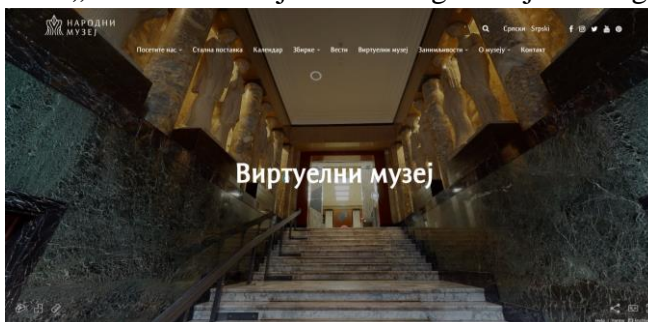 НАРОДНИ
МУЗЕЈ
Српски Srpski
Посетите нас Стална поставка Календар Збирке Вести Виртуелни музеј Занимљивости О музеју Контакт
Виртуелни музеј